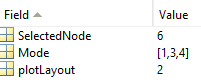 Field Value
SelectedNode 6
Mode [1,3,4]
plotLayout 2